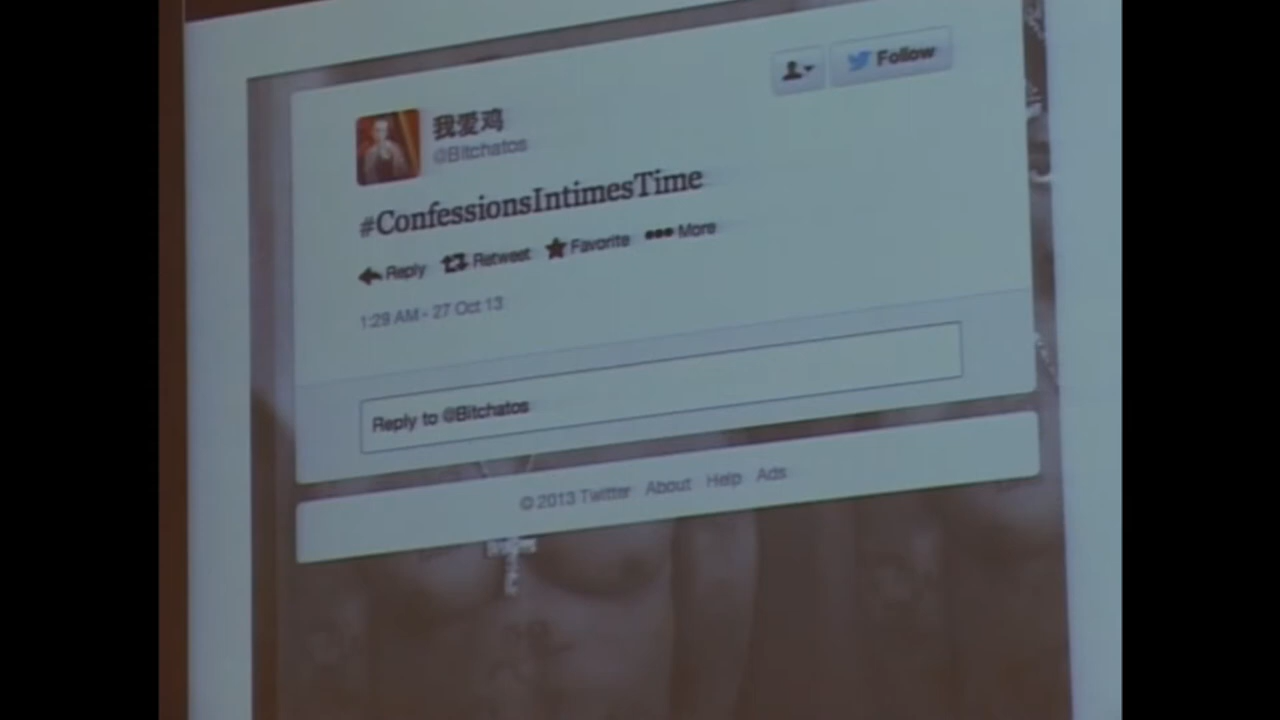 Follow
我爱鸡
@Bitchatos
#ConfessionsIntimesTime
Reply Retweet Favorite More
1:29 AM - 27 Oct 13
Reply to @Bitchatos
© 2013 Twitter About Help Ads